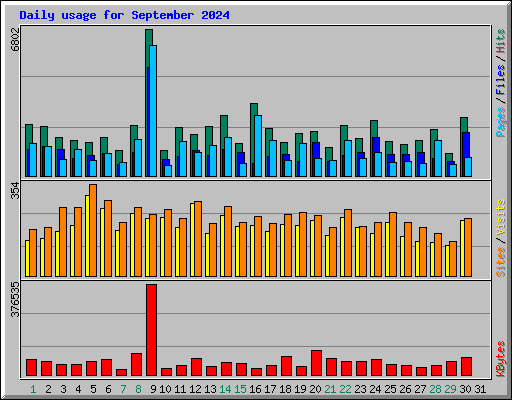 Daily usage for September 2024
6802
Pages / Files / Hits
354
Sites / Visits
376535
KBytes
1 2 3 4 5 6 7 8 9 10 11 12 13 14 15 16 17 18 19 20 21 22 23 24 25 26 27 28 29 30 31